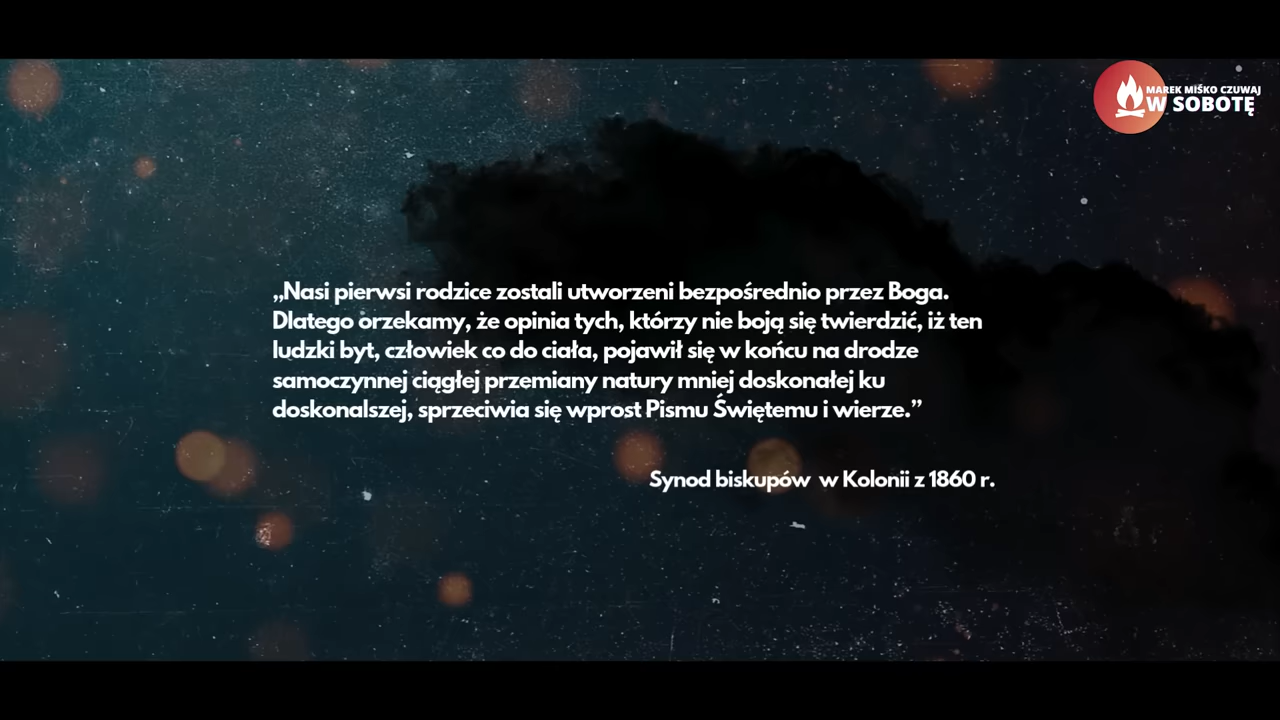 MAREK MIŚKO CZUWAJ
W SOBOTĘ
„Nasi pierwsi rodzice zostali utworzeni bezpośrednio przez Boga.
Dlatego orzekamy, że opinia tych, którzy nie boją się twierdzić, iż ten
ludzki byt, człowiek co do ciała, pojawił się w końcu na drodze
samoczynnej ciągłej przemiany natury mniej doskonałej ku
doskonalszej, sprzeciwia się wprost Pismu Świętemu i wierze.”
Synod biskupów w Kolonii z 1860 r.